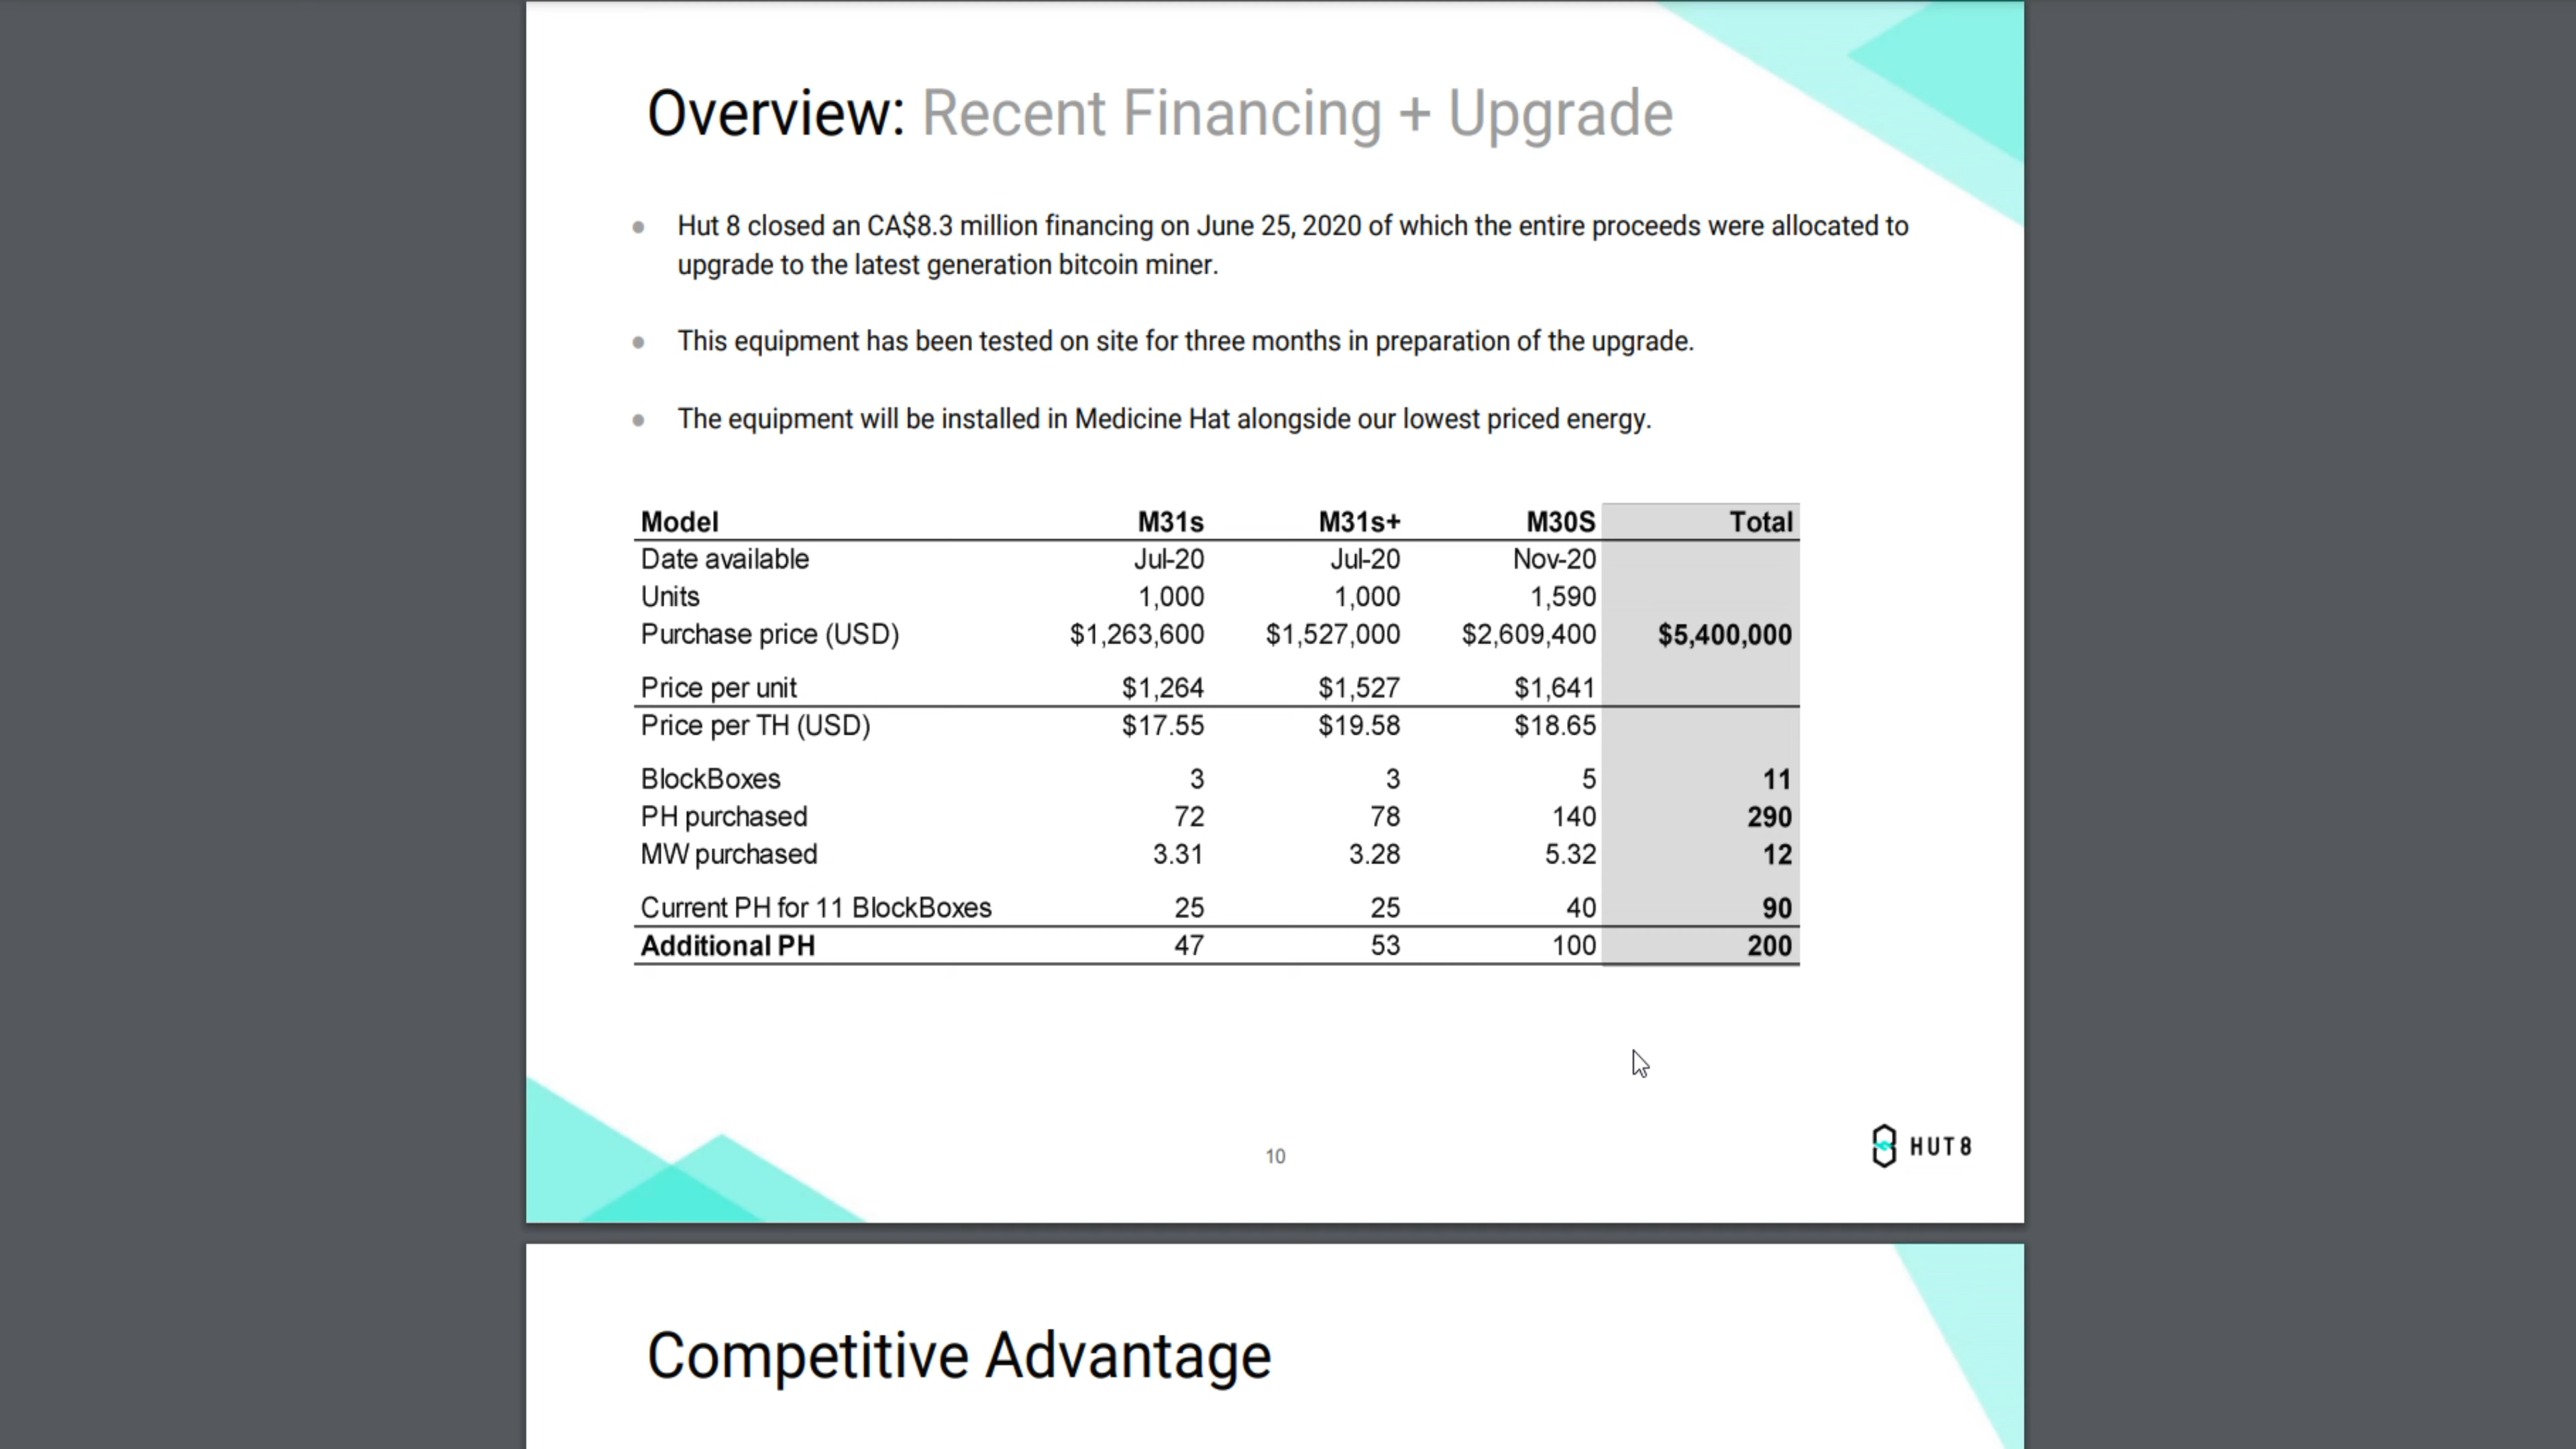 Overview: Recent Financing + Upgrade
● Hut 8 closed an CA$8.3 million financing on June 25, 2020 of which the entire proceeds were allocated to
upgrade to the latest generation bitcoin miner.
● This equipment has been tested on site for three months in preparation of the upgrade.
● The equipment will be installed in Medicine Hat alongside our lowest priced energy.
Model M31s M31s+ M30S Total
Date available Jul-20 Jul-20 Nov-20
Units 1,000 1,000 1,590
Purchase price (USD) $1,263,600 $1,527,000 $2,609,400 $5,400,000
Price per unit $1,264 $1,527 $1,641
Price per TH (USD) $17.55 $19.58 $18.65
BlockBoxes 3 3 5 11
PH purchased 72 78 140 290
MW purchased 3.31 3.28 5.32 12
Current PH for 11 BlockBoxes 25 25 40 90
Additional PH 47 53 100 200
10
HUT 8
Competitive Advantage